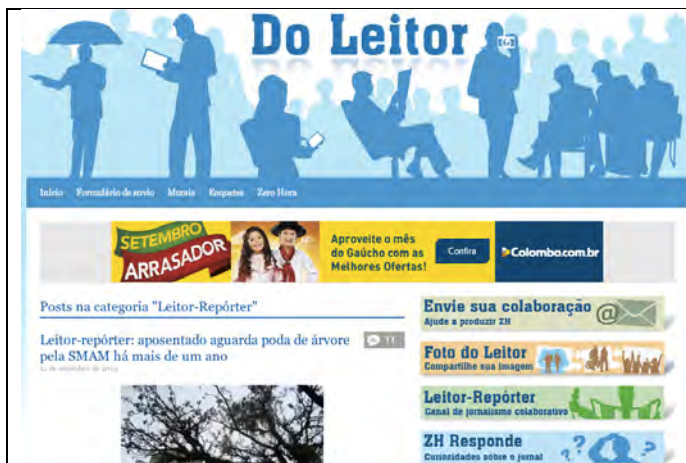 Do Leitor
Início Formulário de envio Murais Enquetes Zero Hora
SETEMBRO
ARRASADOR
Aproveite o mês
do Gaúcho com as
Melhores Ofertas!
Confira
Colombo.com.br
Posts na categoria "Leitor-Repórter"
Leitor-repórter: aposentado aguarda poda de árvore
pela SMAM há mais de um ano
Envie sua colaboração
Ajude a produzir ZH
Foto do Leitor
Compartilhe sua imagem
Leitor-Repórter
Canal de jornalismo colaborativo
ZH Responde
Curiosidades sobre o jornal